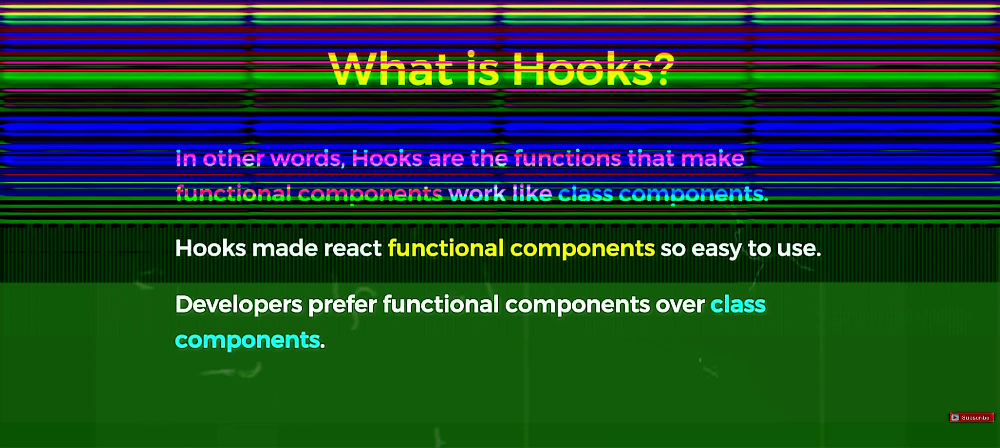 What is Hooks?
In other words, Hooks are the functions that make
functional components work like class components.
Hooks made react functional components so easy to use.
Developers prefer functional components over class
components.
Subscribe